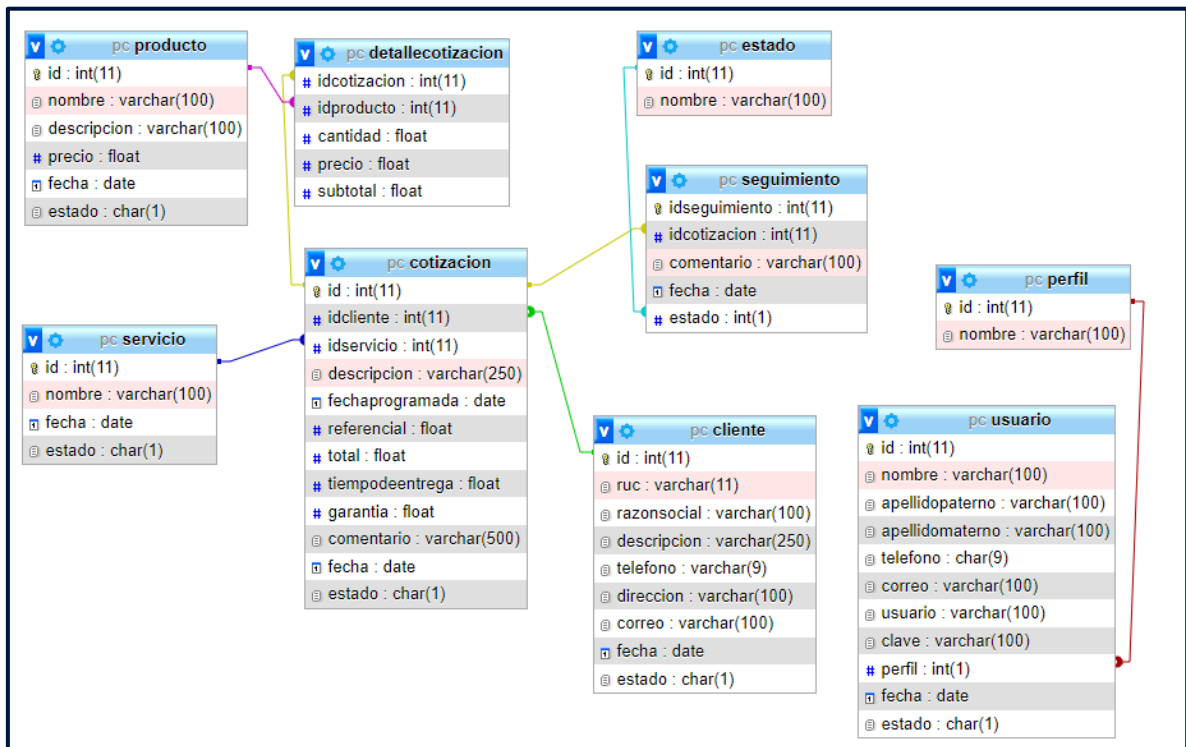 pc producto
id : int(11)
nombre : varchar(100)
descripcion : varchar(100)
# precio : float
fecha : date
estado : char(1)
pc detallecotizacion
# idcotizacion : int(11)
# idproducto : int(11)
# cantidad : float
# precio : float
# subtotal : float
pc estado
id : int(11)
nombre : varchar(100)
pc seguimiento
idseguimiento : int(11)
# idcotizacion : int(11)
comentario : varchar(100)
fecha : date
# estado : int(1)
pc cotizacion
id : int(11)
# idcliente : int(11)
# idservicio : int(11)
descripcion : varchar(250)
fechaprogramada : date
# referencial : float
# total : float
# tiempodeentrega : float
# garantia : float
comentario : varchar(500)
fecha : date
estado : char(1)
pc servicio
id : int(11)
nombre : varchar(100)
fecha : date
estado : char(1)
pc perfil
id : int(11)
nombre : varchar(100)
pc cliente
id : int(11)
ruc : varchar(11)
razonsocial : varchar(100)
descripcion : varchar(250)
telefono : varchar(9)
direccion : varchar(100)
correo : varchar(100)
fecha : date
estado : char(1)
pc usuario
id : int(11)
nombre : varchar(100)
apellidopaterno : varchar(100)
apellidomaterno : varchar(100)
telefono : char(9)
correo : varchar(100)
usuario : varchar(100)
clave : varchar(100)
# perfil : int(1)
fecha : date
estado : char(1)